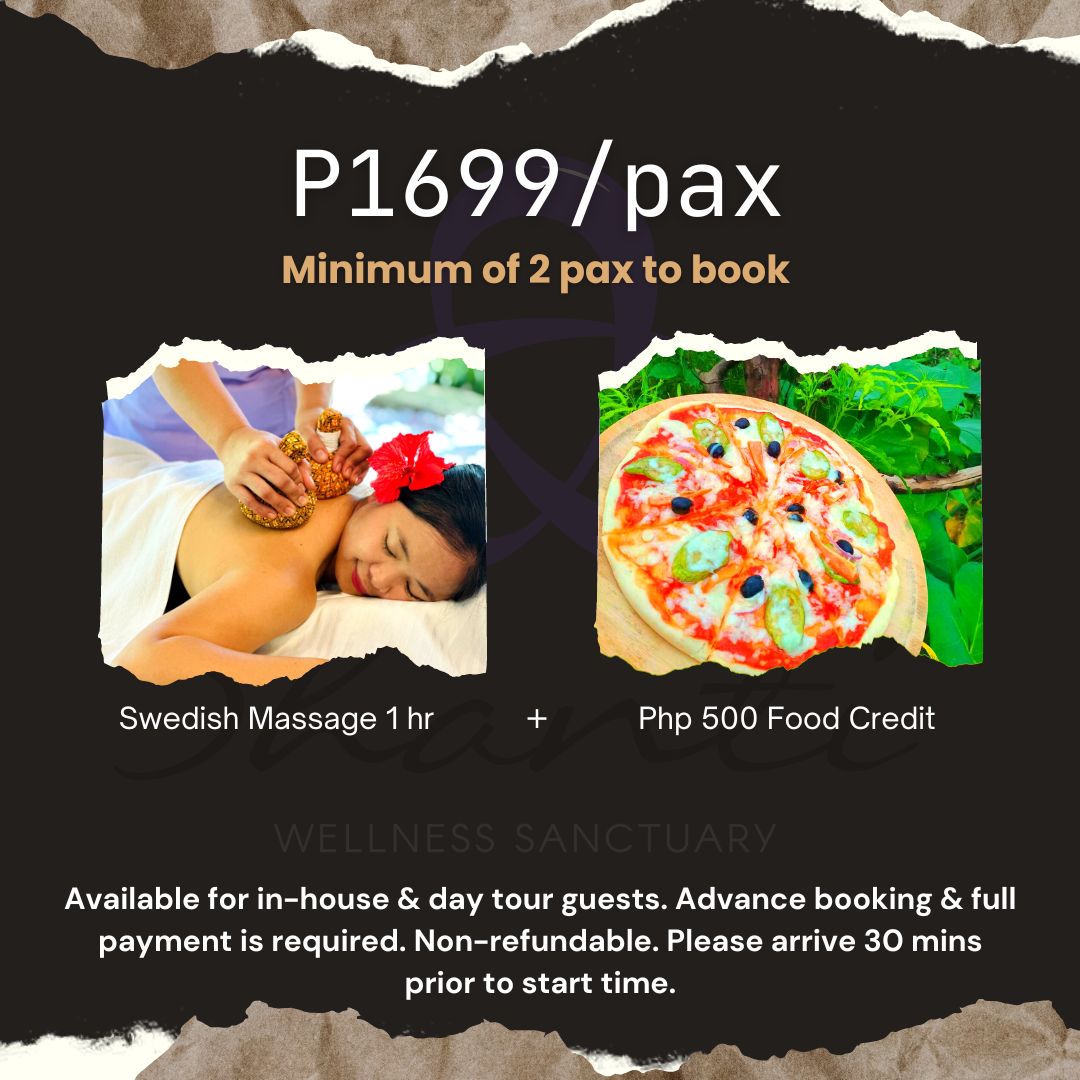 P1699/pax
Minimum of 2 pax to book
Swedish Massage 1 hr + Php 500 Food Credit
Shanti
WELLNESS SANCTUARY
Available for in-house & day tour guests. Advance booking & full
payment is required. Non-refundable. Please arrive 30 mins
prior to start time.